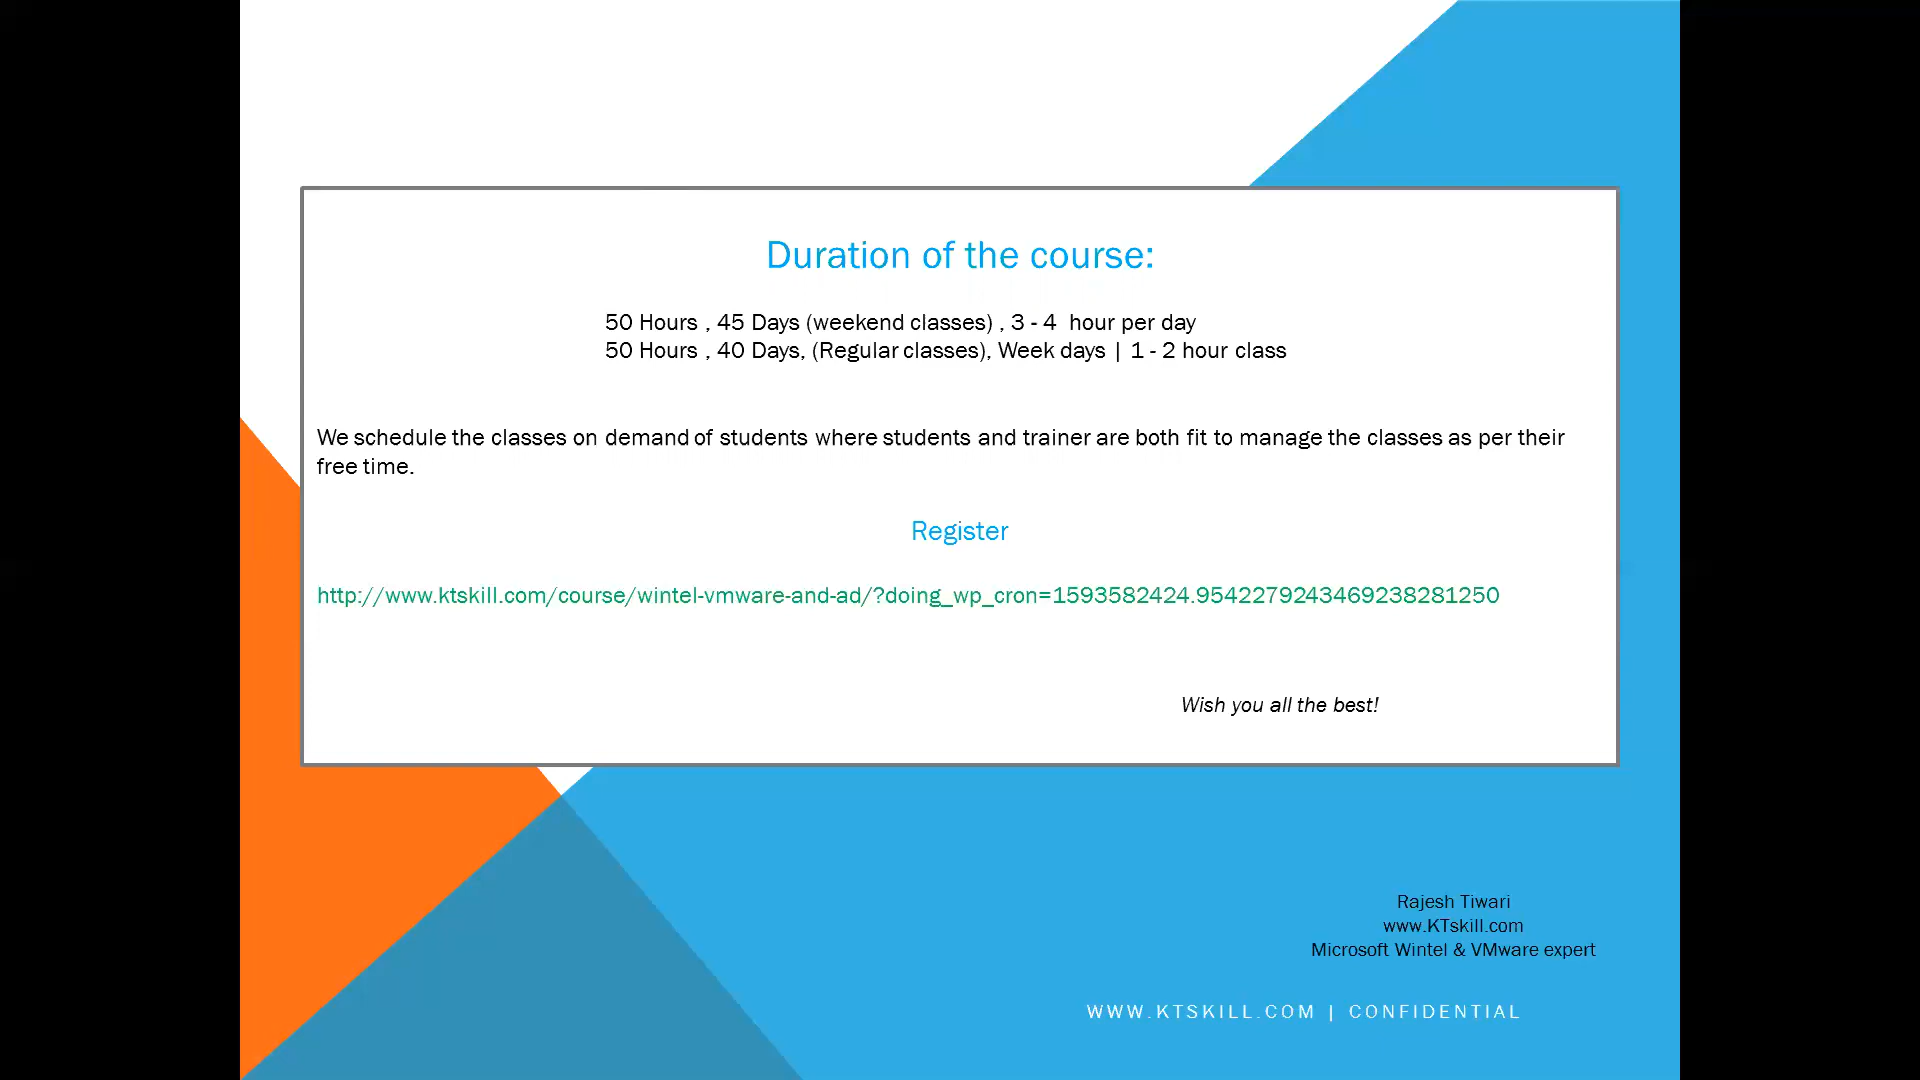 Duration of the course:
50 Hours , 45 Days (weekend classes) , 3 - 4  hour per day
50 Hours , 40 Days, (Regular classes), Week days | 1 - 2 hour class
We schedule the classes on demand of students where students and trainer are both fit to manage the classes as per their
free time.
Register
http://www.ktskill.com/course/wintel-vmware-and-ad/?doing_wp_cron=1593582424.9542279243469238281250
Wish you all the best!
Rajesh Tiwari
www.KTskill.com
Microsoft Wintel & VMware expert
WWW.KTSKILL.COM | CONFIDENTIAL